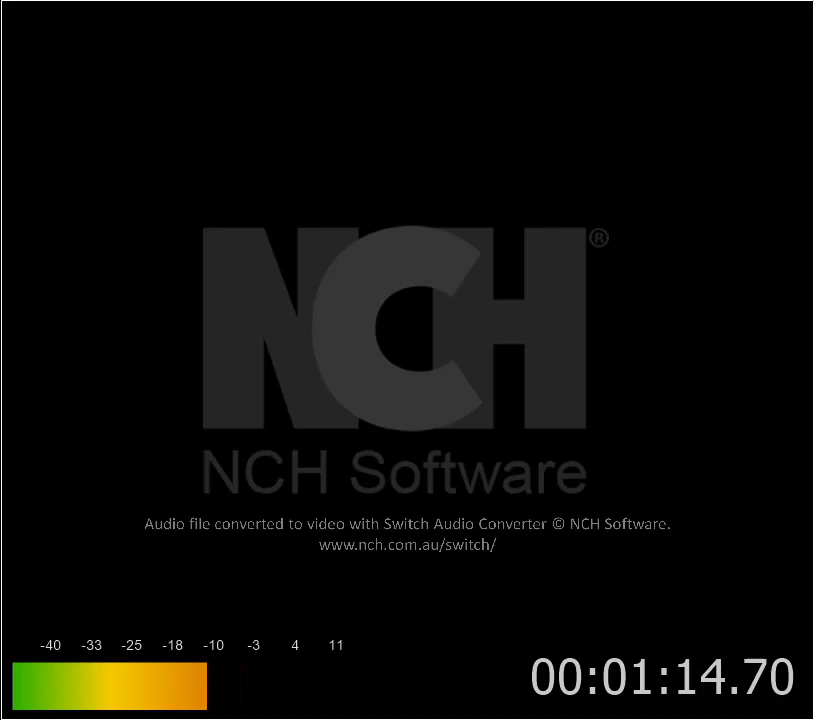 NCH®
NCH Software
Audio file converted to video with Switch Audio Converter © NCH Software.
www.nch.com.au/switch/
-40 -33 -25 -18 -10 -3 4 11
00:01:14.70